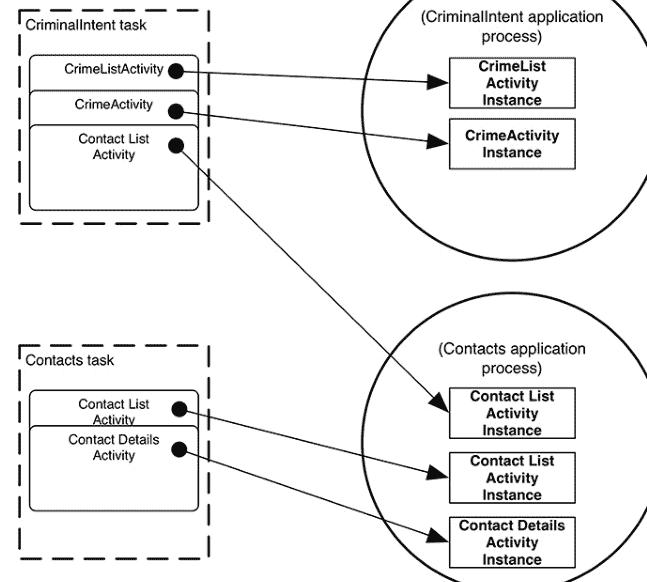 CriminalIntent task
CrimeListActivity
CrimeActivity
Contact List
Activity
(CriminalIntent application
process)
CrimeList
Activity
Instance
CrimeActivity
Instance
Contacts task
Contact List
Activity
Contact Details
Activity
(Contacts application
process)
Contact List
Activity
Instance
Contact List
Activity
Instance
Contact Details
Activity
Instance